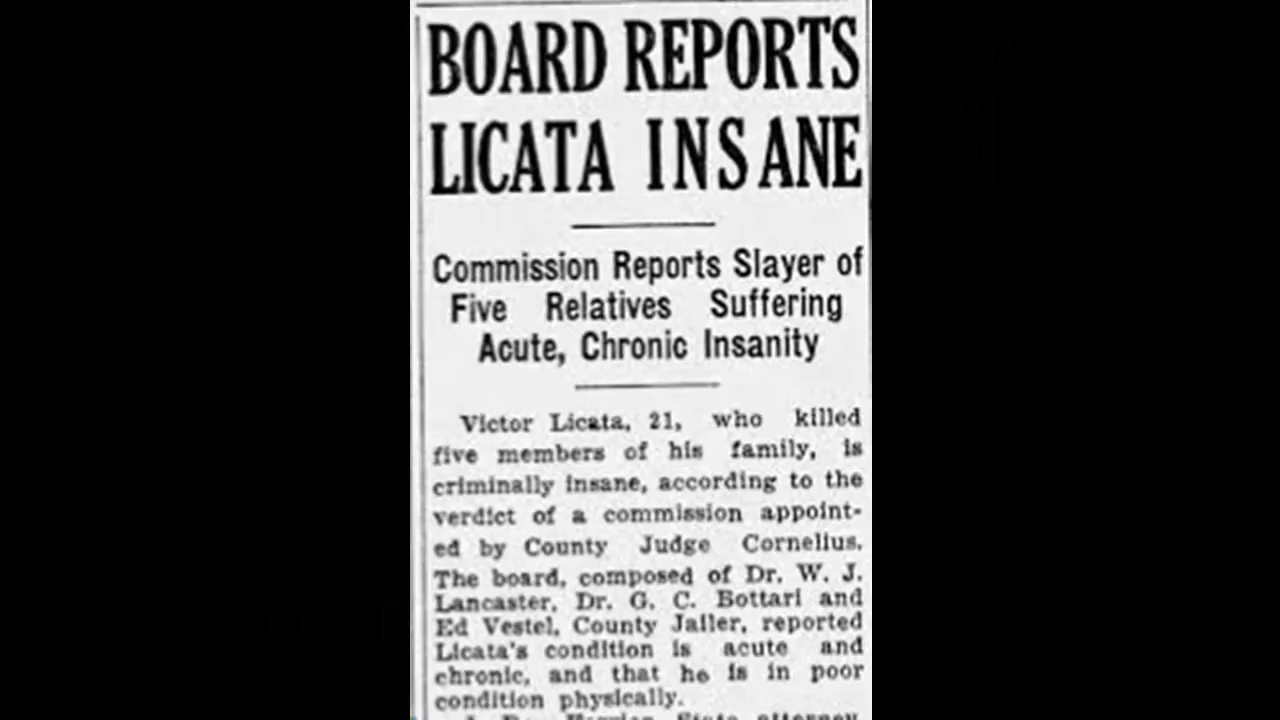 BOARD REPORTS
LICATA INSANE
Commission Reports Slayer of
Five Relatives Suffering
Acute, Chronic Insanity
Victor Licata, 21, who killed
five members of his family, is
criminally insane, according to the
verdict of a commission appoint-
ed by County Judge Cornelius.
The board, composed of Dr. W. J.
Lancaster, Dr. G. C. Bottari and
Ed Vestel, County Jailer, reported
Licata's condition is acute and
chronic, and that he is in poor
condition physically.
State attorney,